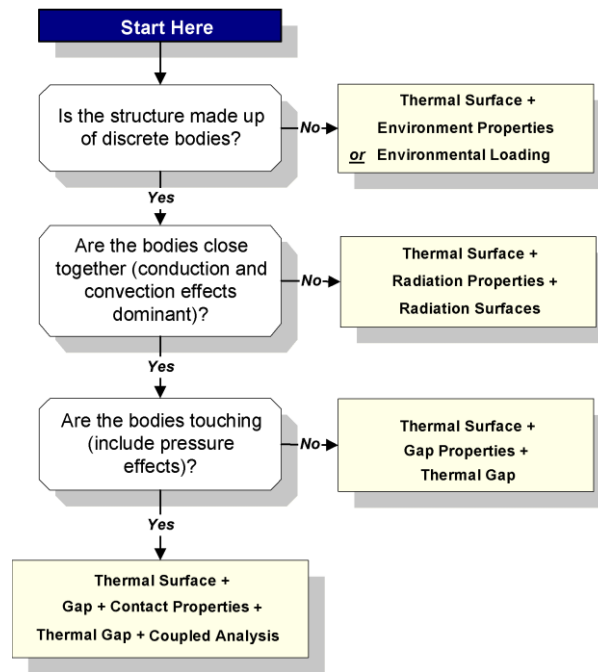 Start Here
Is the structure made up
of discrete bodies?
No
Thermal Surface +
Environment Properties
or Environmental Loading
Yes
Are the bodies close
together (conduction and
convection effects
dominant)?
No
Thermal Surface +
Radiation Properties +
Radiation Surfaces
Yes
Are the bodies touching
(include pressure
effects)?
No
Thermal Surface +
Gap Properties +
Thermal Gap
Yes
Thermal Surface +
Gap + Contact Properties +
Thermal Gap + Coupled Analysis